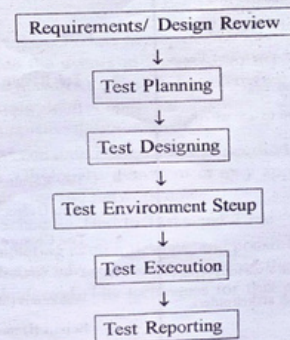 Requirements/ Design Review
Test Planning
Test Designing
Test Environment Steup
Test Execution
Test Reporting